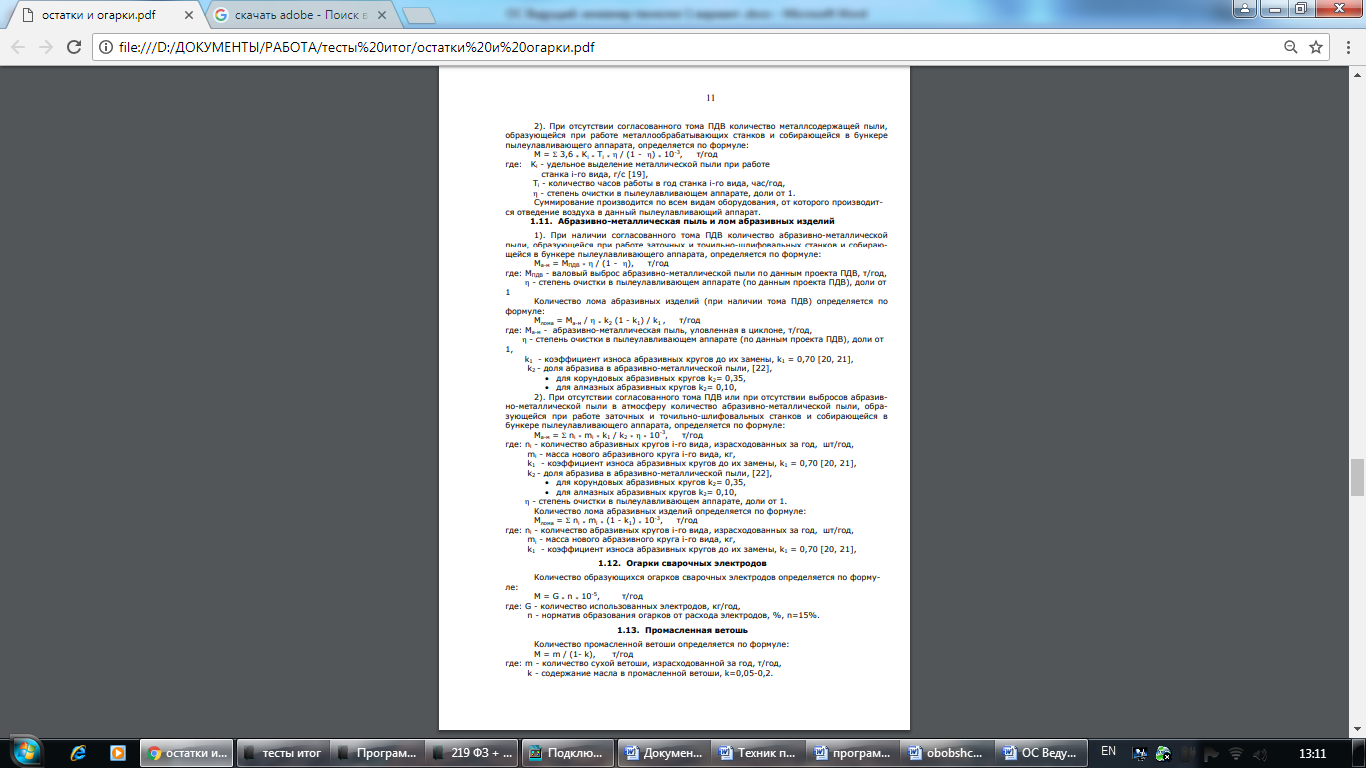 остатки и огарки.pdf
скачать adobe - Поиск в
ОС Ведущий инженер технолог 1 вариант .docx - Microsoft Word
file:///D:/ДОКУМЕНТЫ/РАБОТА/тесты%20итог/остатки%20и%20огарки.pdf
11
2). При отсутствии согласованного тома ПДВ количество металлсодержащей пыли,
образующейся при работе металлообрабатывающих станков и собирающейся в бункере
пылеулавливающего аппарата, определяется по формуле:
M = Σ 3,6 * Ki * Ti * η / (1 - η) * 10-3, т/год
где: Ki - удельное выделение металлической пыли при работе
станка i-го вида, г/с [19],
Ti - количество часов работы в год станка i-го вида, час/год,
η - степень очистки в пылеулавливающем аппарате, доли от 1.
Суммирование производится по всем видам оборудования, от которого производит-
ся отведение воздуха в данный пылеулавливающий аппарат.
1.11. Абразивно-металлическая пыль и лом абразивных изделий
1). При наличии согласованного тома ПДВ количество абразивно-металлической
пыли, образующейся при работе заточных и точильно-шлифовальных станков и собираю-
щейся в бункере пылеулавливающего аппарата, определяется по формуле:
Ма-м = МПДВ * η / (1 - η), т/год
где: МПДВ - валовый выброс абразивно-металлической пыли по данным проекта ПДВ, т/год,
η - степень очистки в пылеулавливающем аппарате (по данным проекта ПДВ), доли от
1
Количество лома абразивных изделий (при наличии тома ПДВ) определяется по
формуле:
Млома = Ма-м / η * k2 (1 - k1) / k1 , т/год
где: Ма-м - абразивно-металлическая пыль, уловленная в циклоне, т/год,
η - степень очистки в пылеулавливающем аппарате (по данным проекта ПДВ), доли от
1,
k1 - коэффициент износа абразивных кругов до их замены, k1 = 0,70 [20, 21],
k2 - доля абразива в абразивно-металлической пыли, [22],
• для корундовых абразивных кругов k2= 0,35,
• для алмазных абразивных кругов k2= 0,10,
2). При отсутствии согласованного тома ПДВ или при отсутствии выбросов абразив-
но-металлической пыли в атмосферу количество абразивно-металлической пыли, обра-
зующейся при работе заточных и точильно-шлифовальных станков и собирающейся в
бункере пылеулавливающего аппарата, определяется по формуле:
Ма-м = Σ ni * mi * k1 / k2 * η * 10-3, т/год
где: ni - количество абразивных кругов i-го вида, израсходованных за год, шт/год,
mi - масса нового абразивного круга i-го вида, кг,
k1 - коэффициент износа абразивных кругов до их замены, k1 = 0,70 [20, 21],
k2 - доля абразива в абразивно-металлической пыли, [22],
• для корундовых абразивных кругов k2= 0,35,
• для алмазных абразивных кругов k2= 0,10,
η - степень очистки в пылеулавливающем аппарате, доли от 1.
Количество лома абразивных изделий определяется по формуле:
Млома = Σ ni * mi * (1 - k1) * 10-3, т/год
где: ni - количество абразивных кругов i-го вида, израсходованных за год, шт/год,
mi - масса нового абразивного круга i-го вида, кг,
k1 - коэффициент износа абразивных кругов до их замены, k1 = 0,70 [20, 21],
1.12. Огарки сварочных электродов
Количество образующихся огарков сварочных электродов определяется по форму-
ле:
M = G * n * 10-5, т/год
где: G - количество использованных электродов, кг/год,
n - норматив образования огарков от расхода электродов, %, n=15%.
1.13. Промасленная ветошь
Количество промасленной ветоши определяется по формуле:
M = m / (1- k), т/год
где: m - количество сухой ветоши, израсходованной за год, т/год,
k - содержание масла в промасленной ветоши, k=0,05-0,2.
остатки и...
тесты итог
Програм...
219 ФЗ + ...
Подклю...
Докумен...
Техник п...
програм...
obobshc...
ОС Веду...
EN
13:11